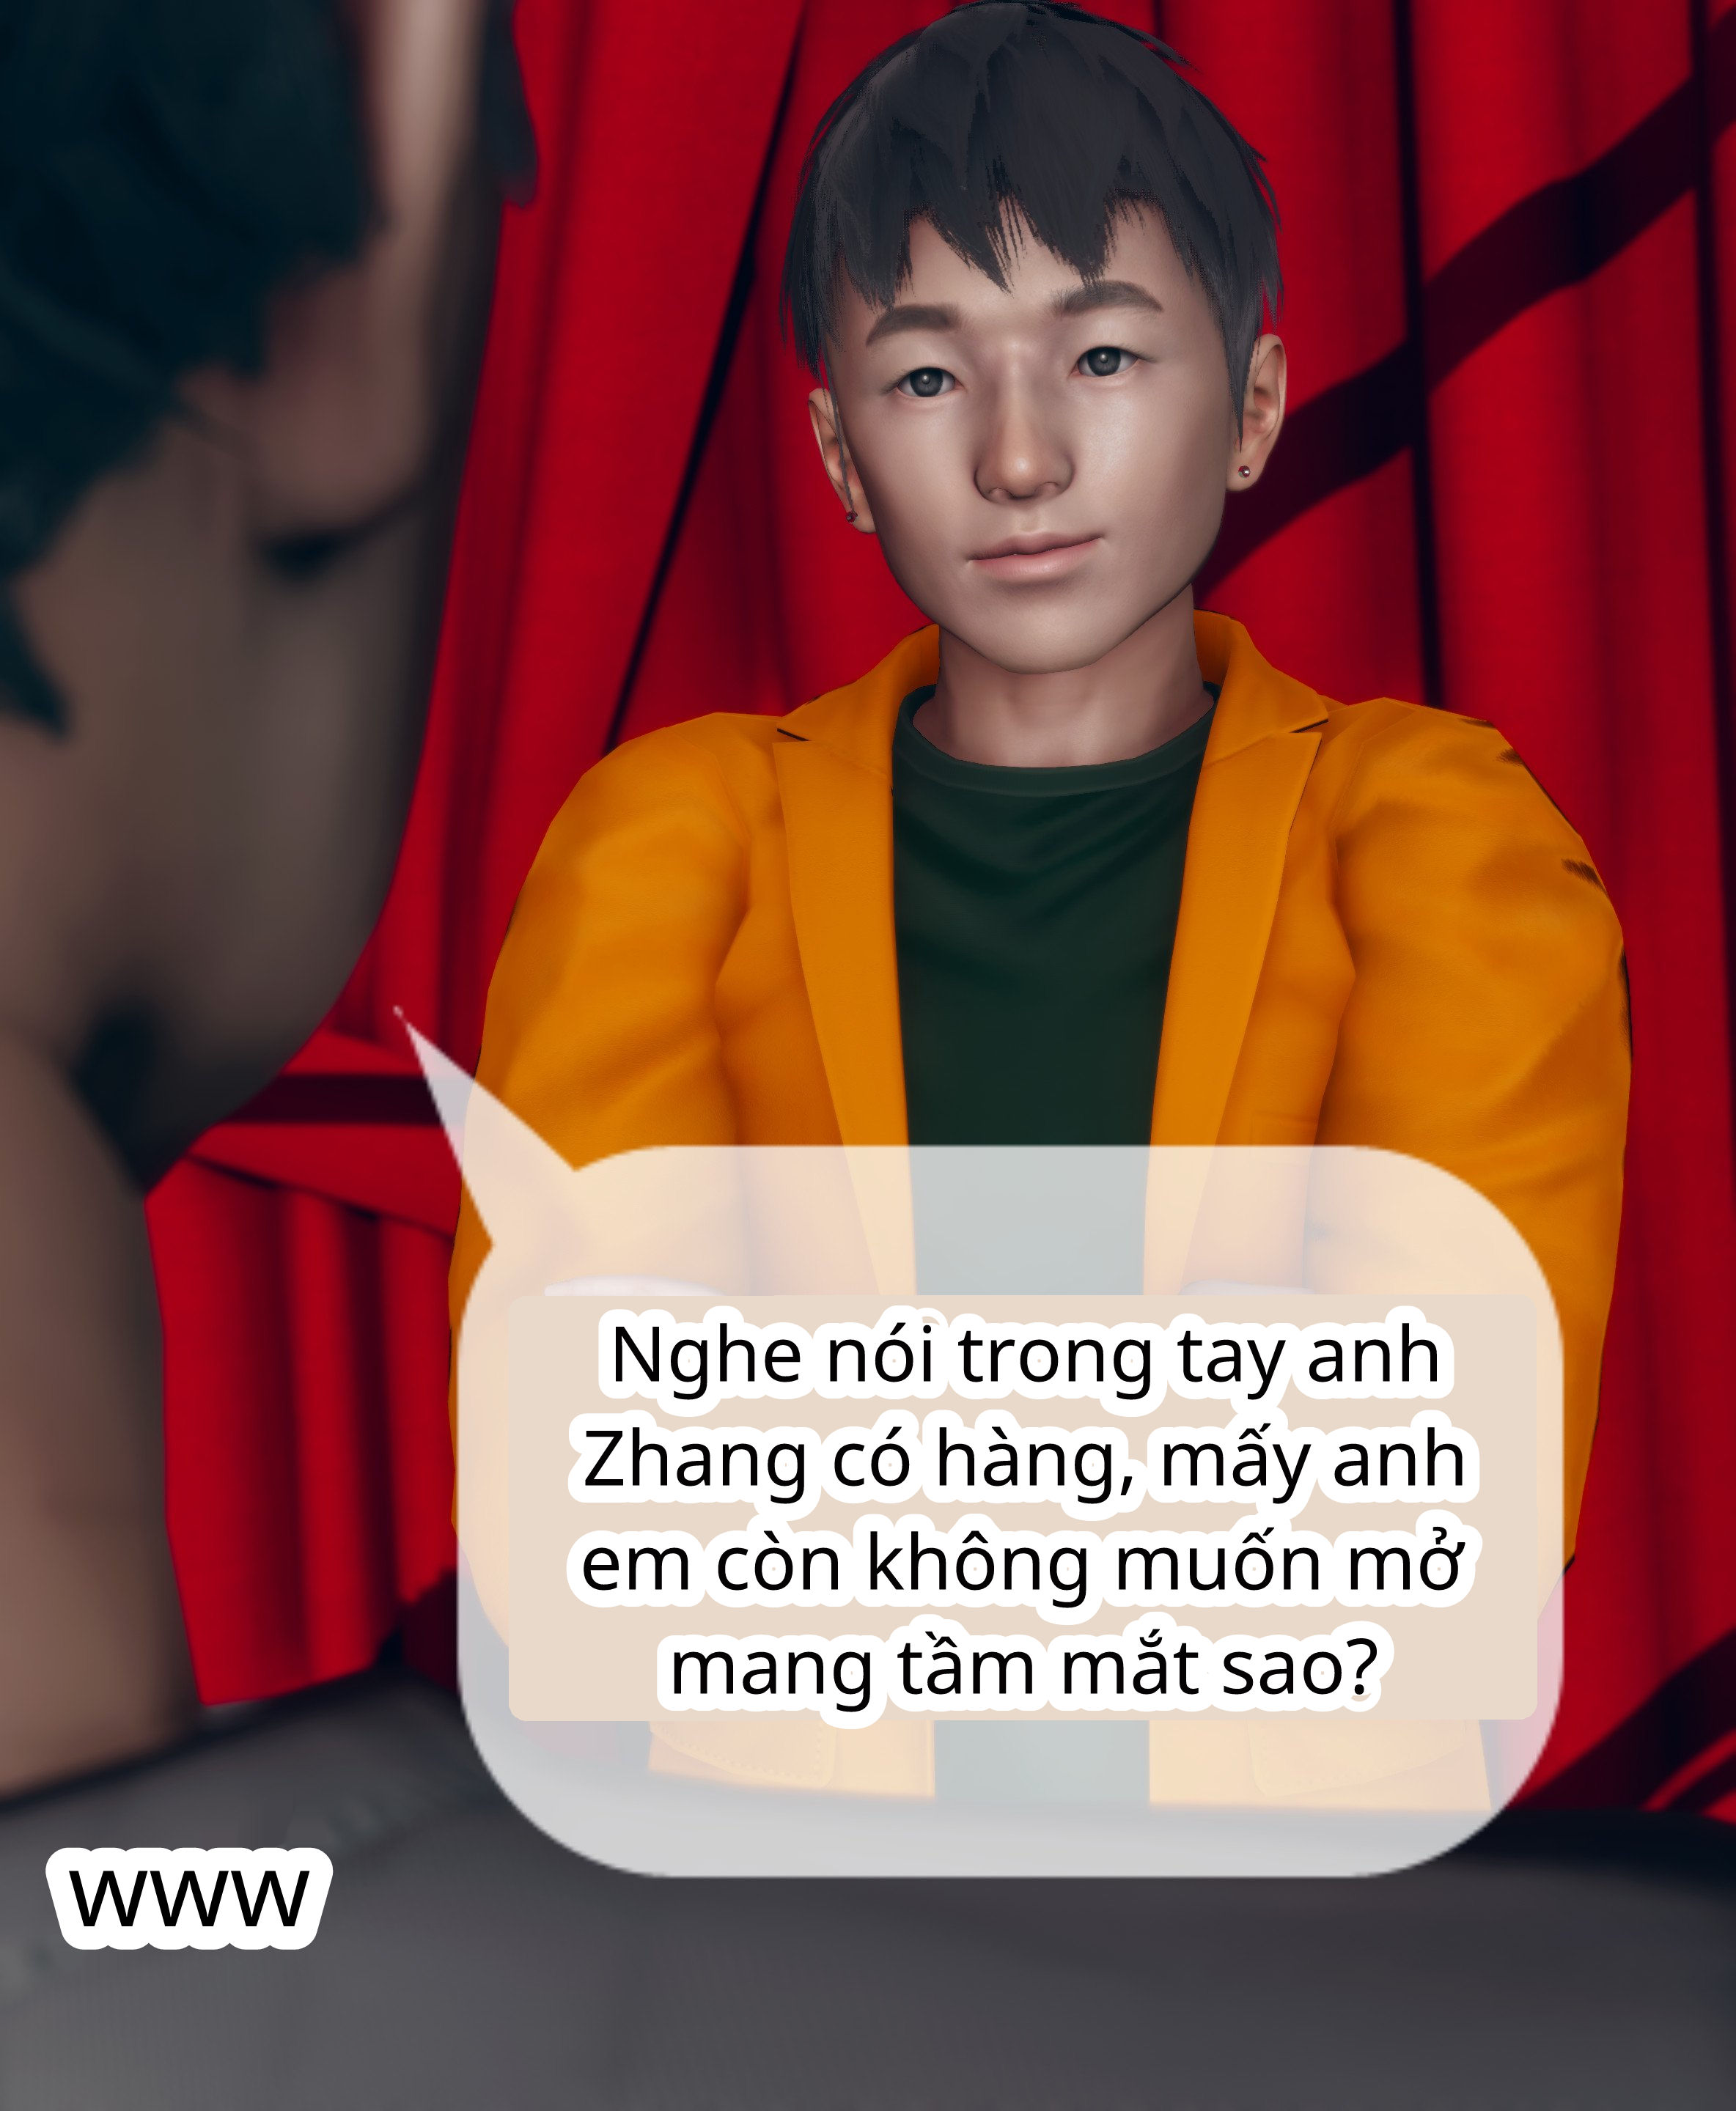 Nghe nói trong tay anh
Zhang có hàng, mấy anh
em còn không muốn mở
mang tầm mắt sao?
WWW